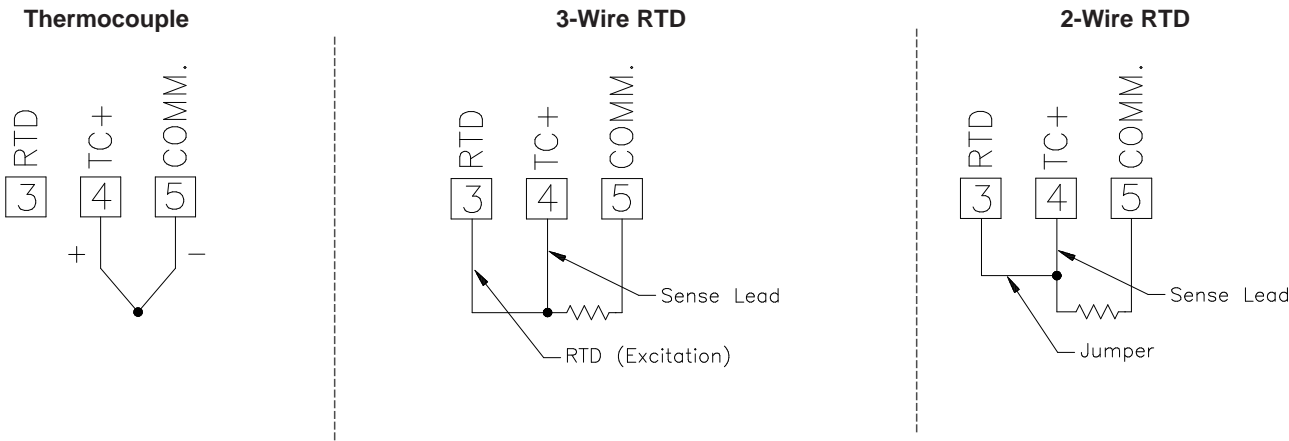 Thermocouple
RTD
TC+
COMM.
3
4
5
+
−
3-Wire RTD
RTD
TC+
COMM.
3
4
5
Sense Lead
RTD (Excitation)
2-Wire RTD
RTD
TC+
COMM.
3
4
5
Sense Lead
Jumper